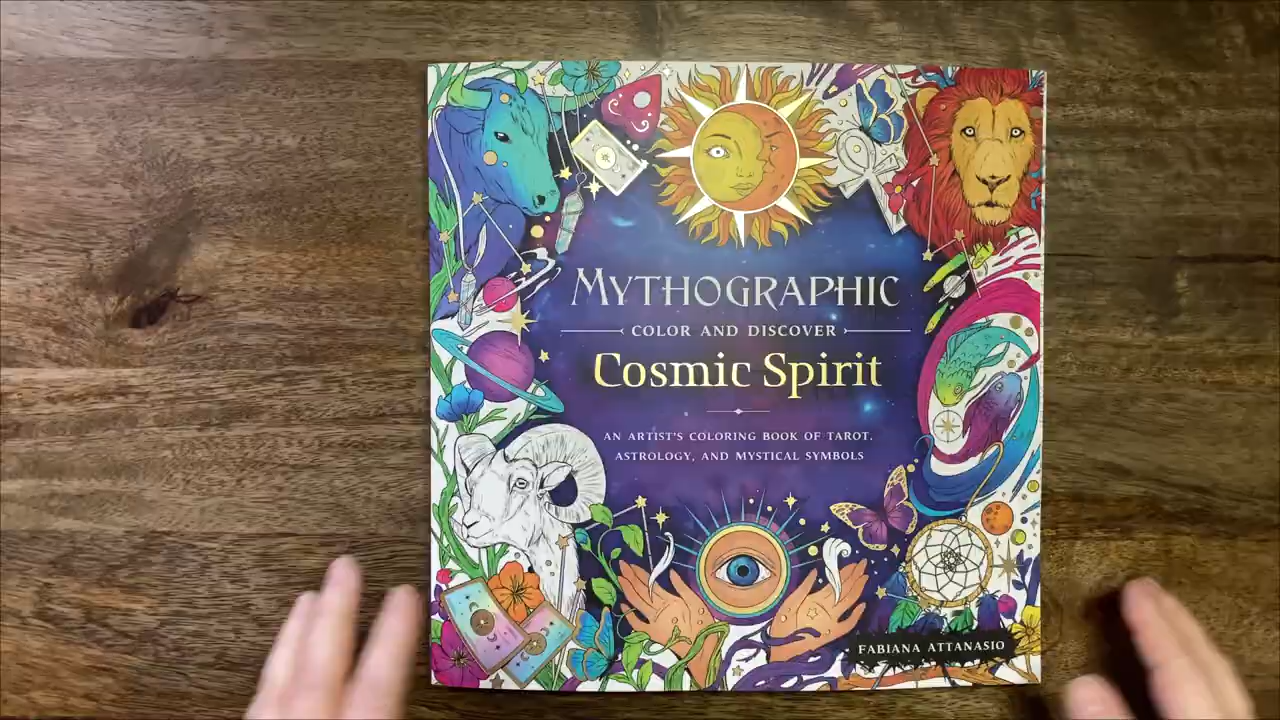 MYTHOGRAPHIC
COLOR AND DISCOVER
Cosmic Spirit
AN ARTIST'S COLORING BOOK OF TAROT,
ASTROLOGY, AND MYSTICAL SYMBOLS
FABIANA ATTANASIO